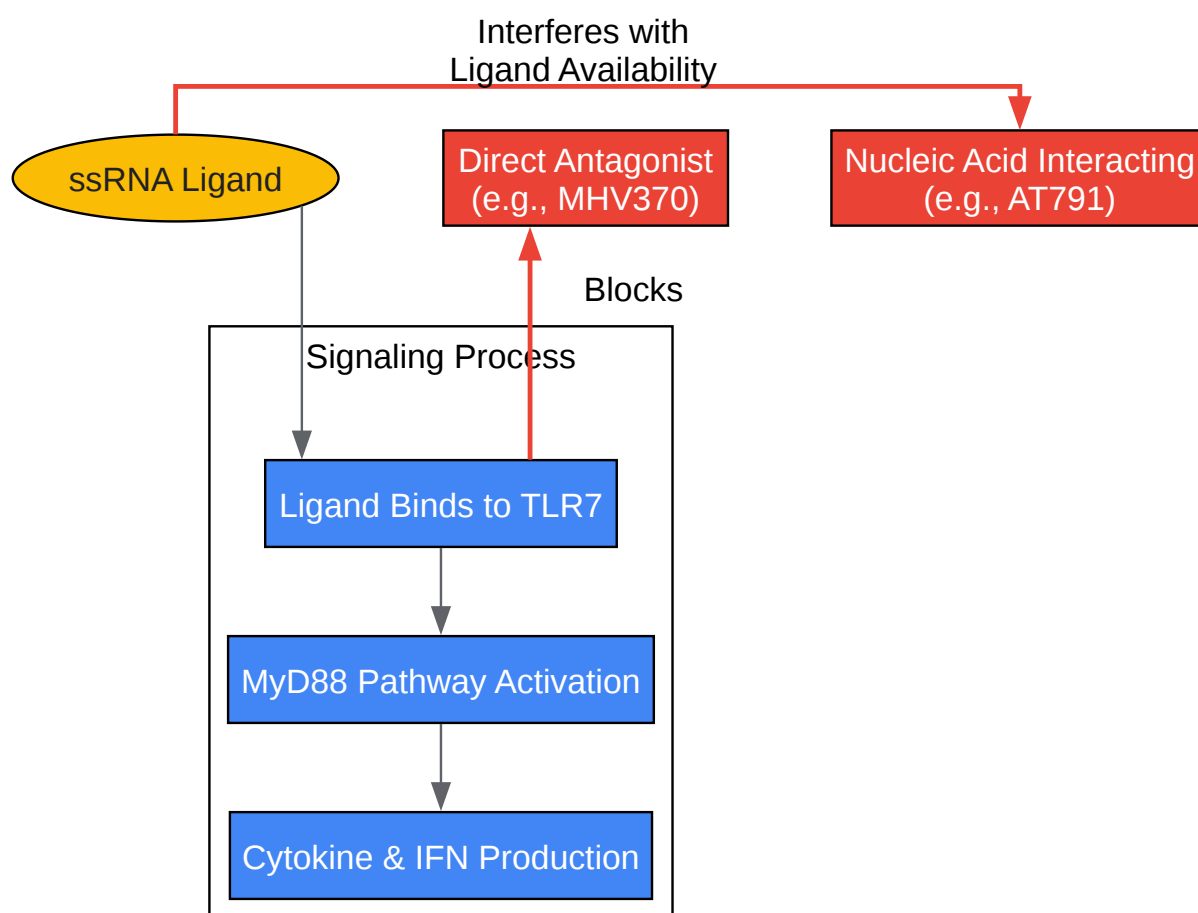 Interferes with
Ligand Availability
ssRNA Ligand
Direct Antagonist
(e.g., MHV370)
Nucleic Acid Interacting
(e.g., AT791)
Blocks
Signaling Process
Ligand Binds to TLR7
MyD88 Pathway Activation
Cytokine & IFN Production